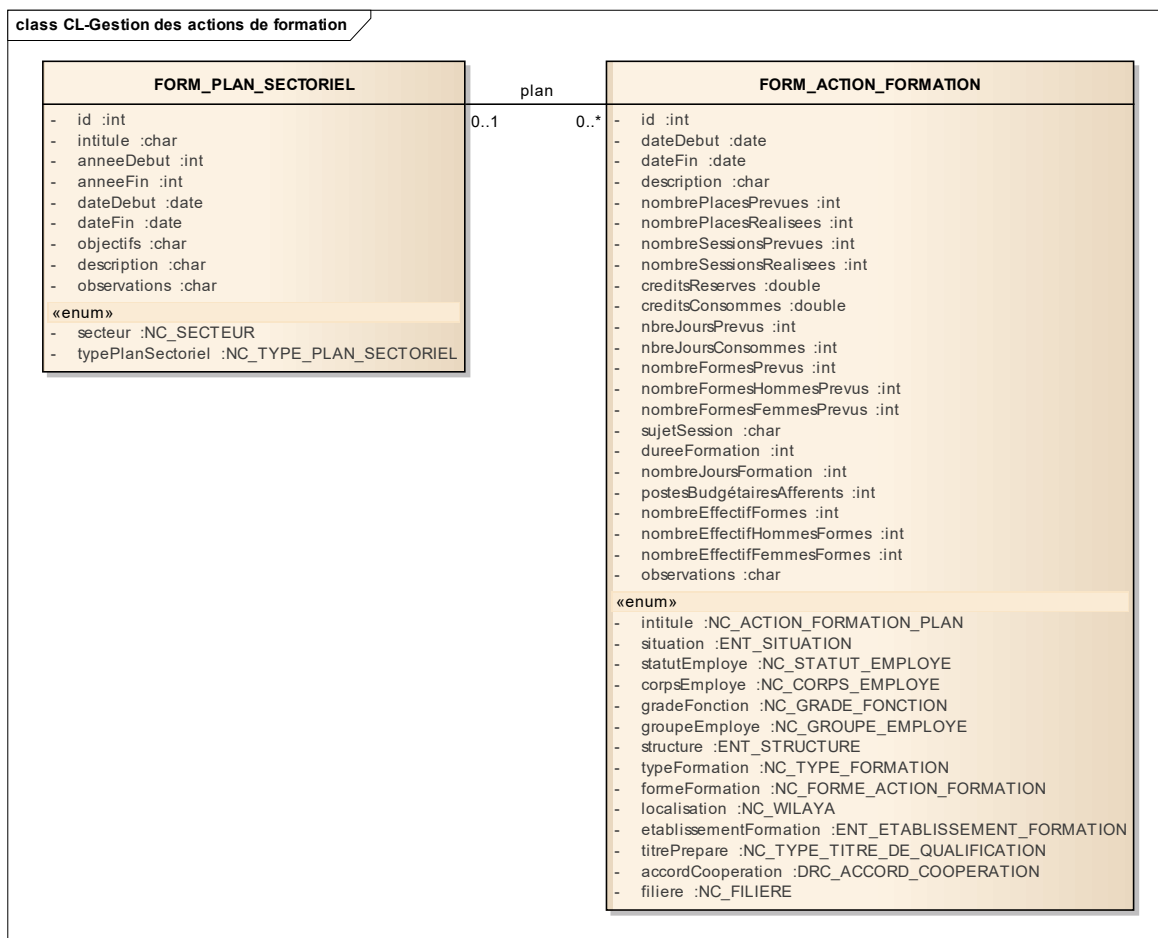 class CL-Gestion des actions de formation
FORM_PLAN_SECTORIEL
- id :int
- intitule :char
- anneeDebut :int
- anneeFin :int
- dateDebut :date
- dateFin :date
- objectifs :char
- description :char
- observations :char
«enum»
- secteur :NC_SECTEUR
- typePlanSectoriel :NC_TYPE_PLAN_SECTORIEL
plan
0..1
0..*
FORM_ACTION_FORMATION
- id :int
- dateDebut :date
- dateFin :date
- description :char
- nombrePlacesPrevues :int
- nombrePlacesRealisees :int
- nombreSessionsPrevues :int
- nombreSessionsRealisees :int
- creditsReserves :double
- creditsConsommes :double
- nbreJoursPrevus :int
- nbreJoursConsommes :int
- nombreFormesPrevus :int
- nombreFormesHommesPrevus :int
- nombreFormesFemmesPrevus :int
- sujetSession :char
- dureeFormation :int
- nombreJoursFormation :int
- postesBudgétairesAfferents :int
- nombreEffectifFormes :int
- nombreEffectifHommesFormes :int
- nombreEffectifFemmesFormes :int
- observations :char
«enum»
- intitule :NC_ACTION_FORMATION_PLAN
- situation :ENT_SITUATION
- statutEmploye :NC_STATUT_EMPLOYE
- corpsEmploye :NC_CORPS_EMPLOYE
- gradeFonction :NC_GRADE_FONCTION
- groupeEmploye :NC_GROUPE_EMPLOYE
- structure :ENT_STRUCTURE
- typeFormation :NC_TYPE_FORMATION
- formeFormation :NC_FORME_ACTION_FORMATION
- localisation :NC_WILAYA
- etablissementFormation :ENT_ETABLISSEMENT_FORMATION
- titrePrepare :NC_TYPE_TITRE_DE_QUALIFICATION
- accordCooperation :DRC_ACCORD_COOPERATION
- filiere :NC_FILIERE